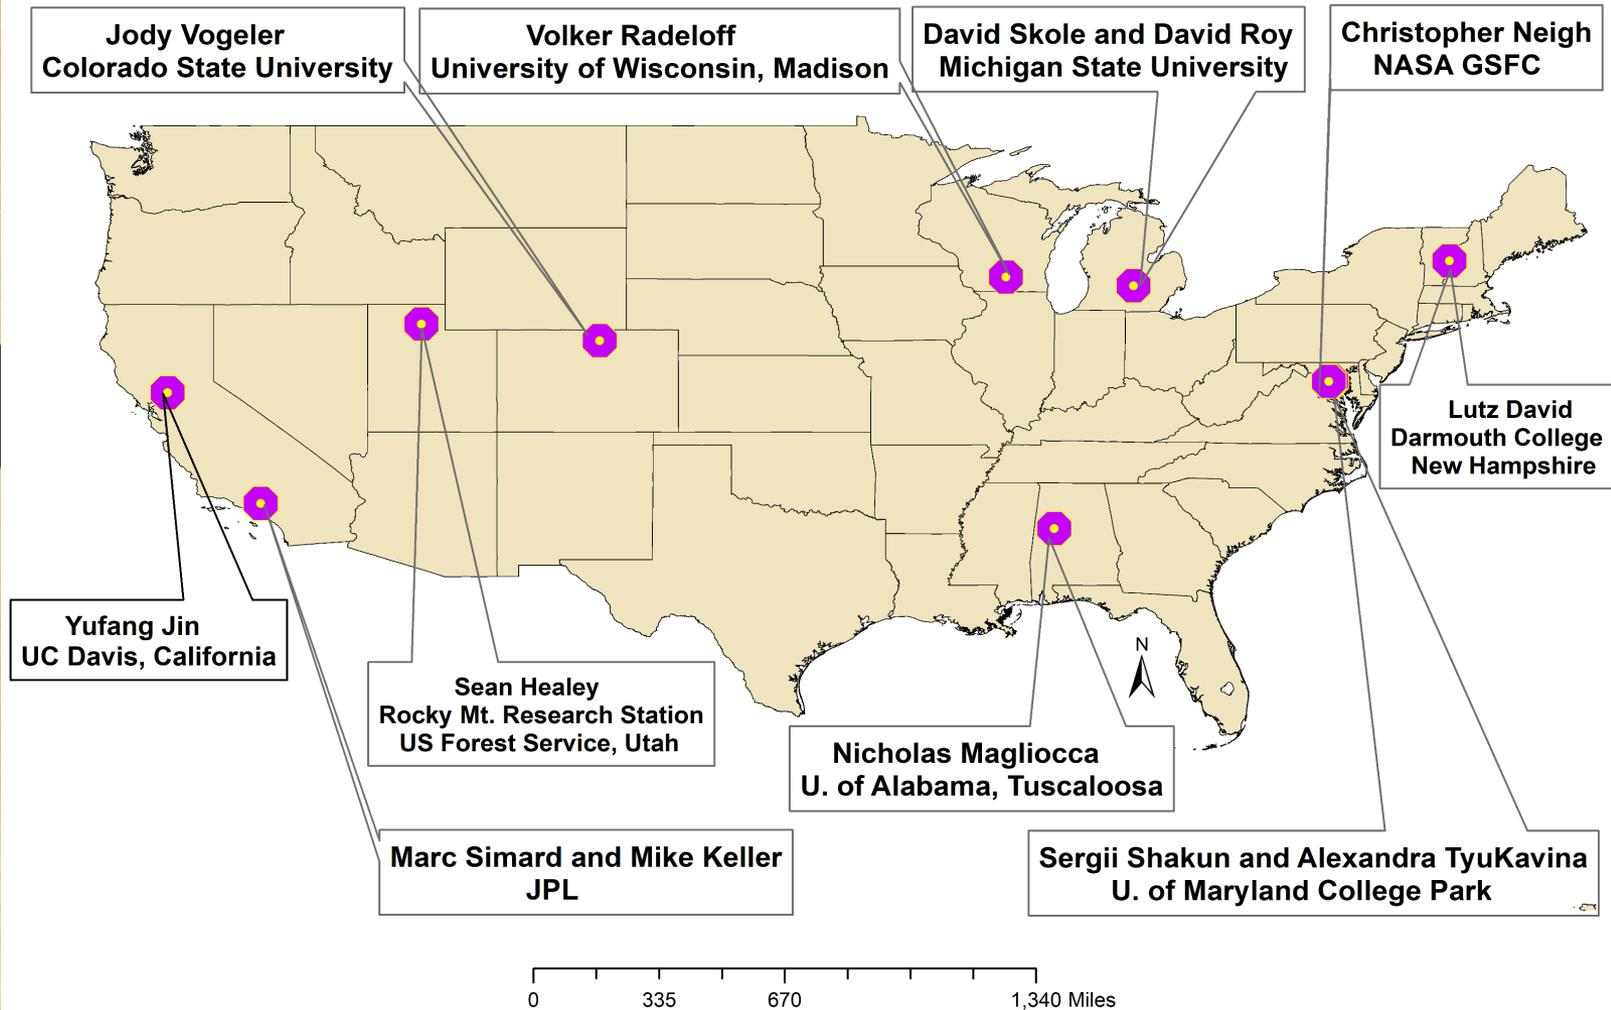 Jody Vogeler
Colorado State University
Volker Radeloff
University of Wisconsin, Madison
David Skole and David Roy
Michigan State University
Christopher Neigh
NASA GSFC
Lutz David
Darmouth College
New Hampshire
Yufang Jin
UC Davis, California
Sean Healey
Rocky Mt. Research Station
US Forest Service, Utah
N
Nicholas Magliocca
U. of Alabama, Tuscaloosa
Marc Simard and Mike Keller
JPL
Sergii Shakun and Alexandra TyuKavina
U. of Maryland College Park
0 335 670 1,340 Miles